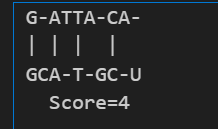 G-ATTA-CA-
| | | |  |
GCA-T-GC-U
  Score=4